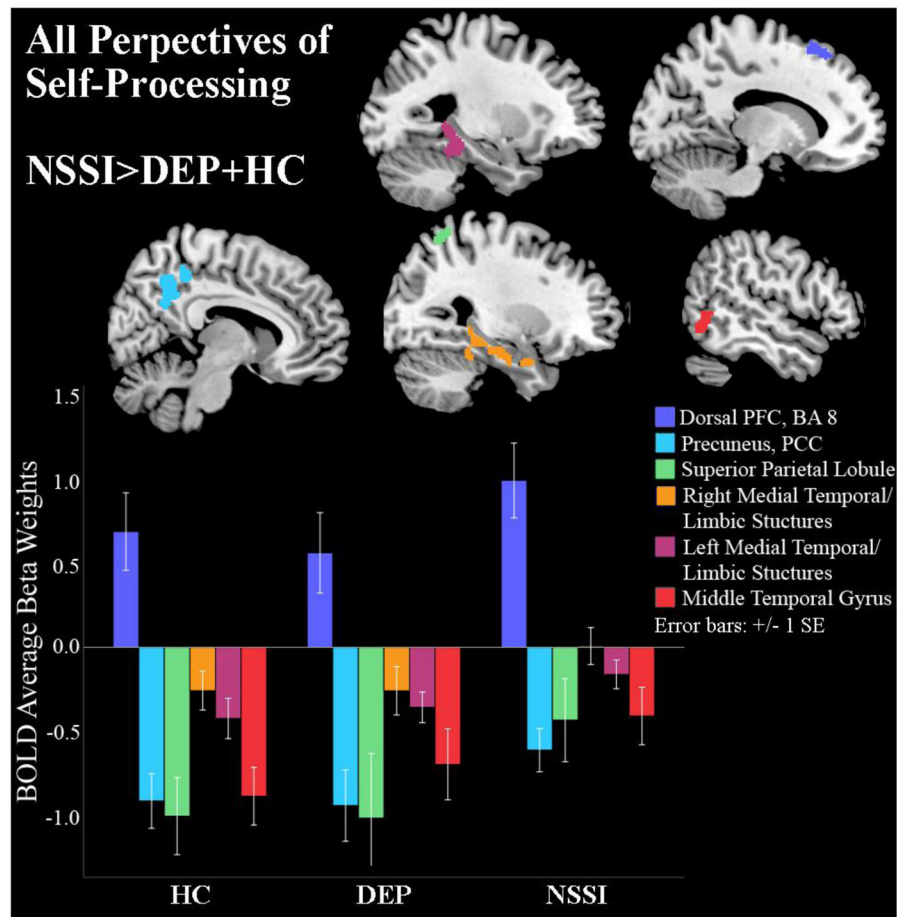 All Perpectives of
Self-Processing
NSSI>DEP+HC
1.5
1.0
0.5
0.0
-0.5
-1.0
BOLD Average Beta Weights
HC
DEP
NSSI
Dorsal PFC, BA 8
Precuneus, PCC
Superior Parietal Lobule
Right Medial Temporal/
Limbic Stuctures
Left Medial Temporal/
Limbic Stuctures
Middle Temporal Gyrus
Error bars: +/- 1 SE